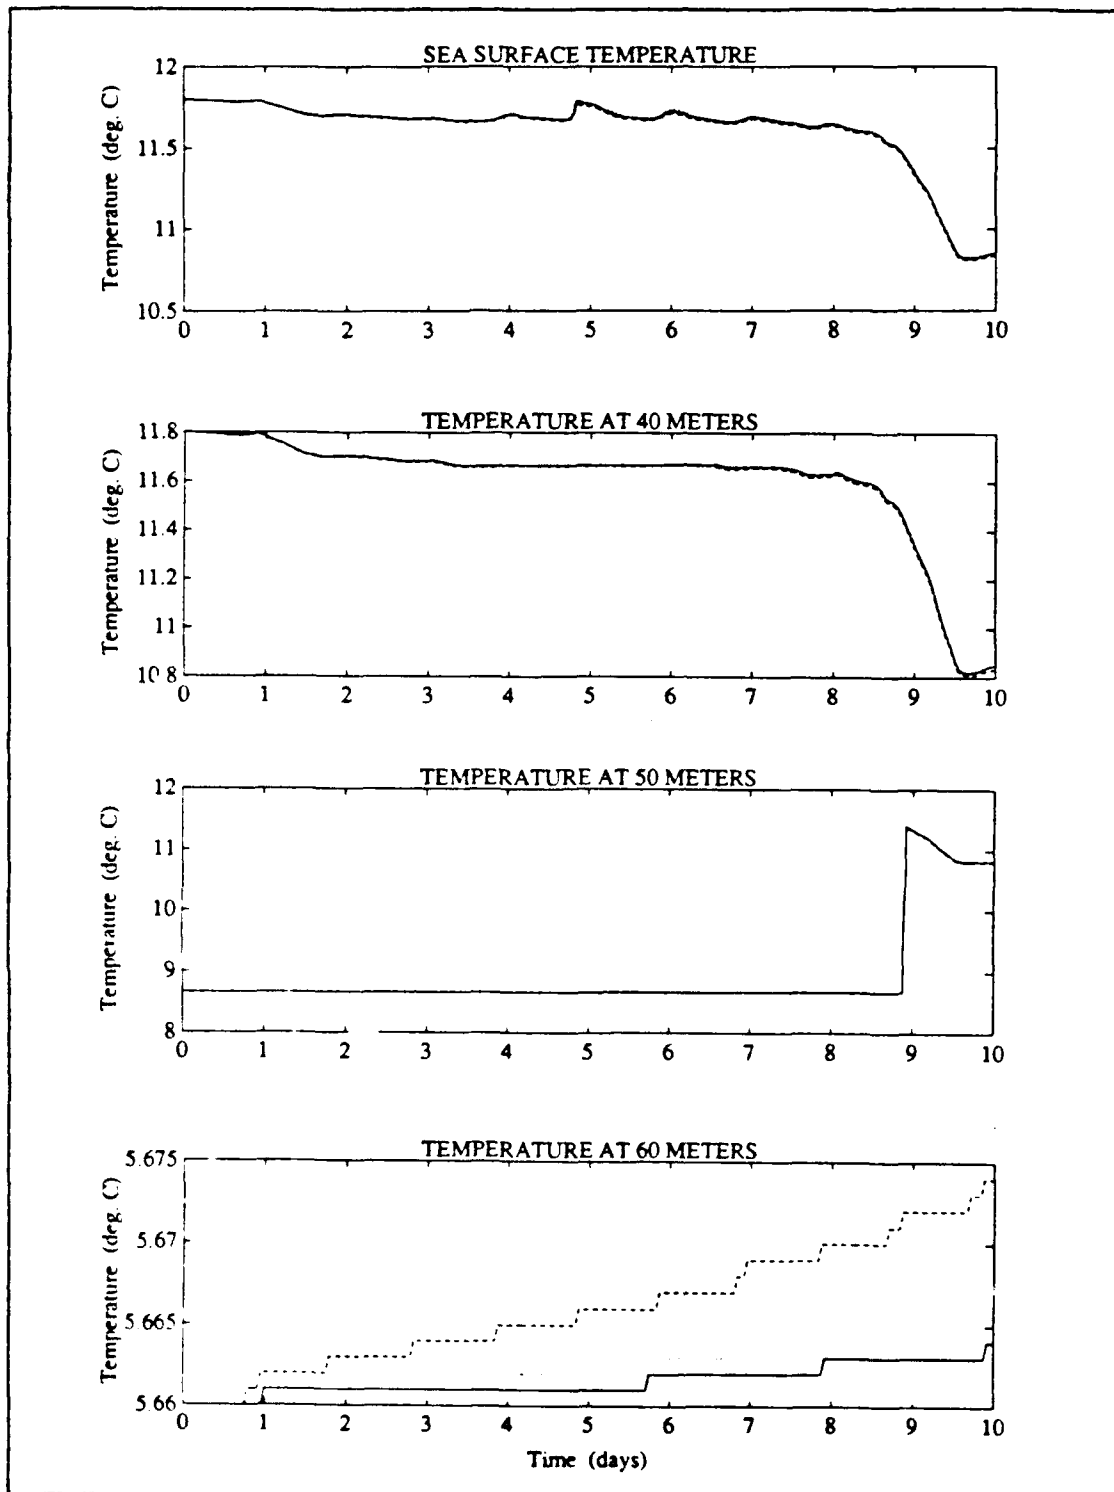 SEA SURFACE TEMPERATURE
12
11.5
11
10.5
Temperature (deg. C)
0 1 2 3 4 5 6 7 8 9 10
TEMPERATURE AT 40 METERS
11.8
11.6
11.4
11.2
11
10.8
Temperature (deg. C)
0 1 2 3 4 5 6 7 8 9 10
TEMPERATURE AT 50 METERS
12
11
10
9
8
Temperature (deg. C)
0 1 2 3 4 5 6 7 8 9 10
TEMPERATURE AT 60 METERS
5.675
5.67
5.665
5.66
Temperature (deg. C)
0 1 2 3 4 5 6 7 8 9 10
Time (days)